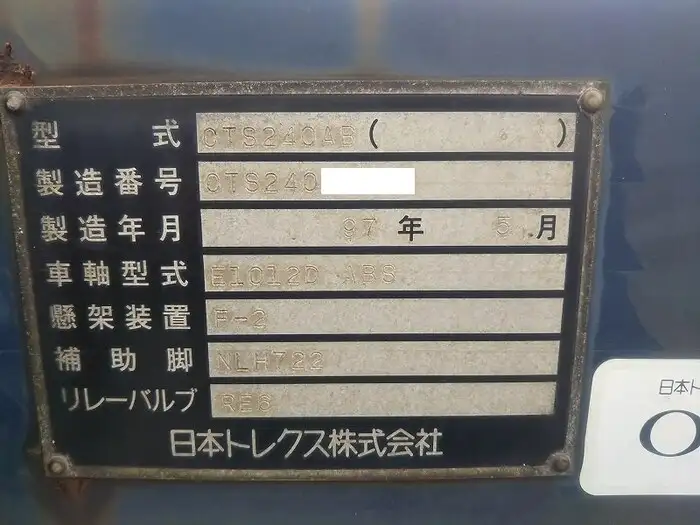 型式 CTS240AB ( )
製造番号 CTS240
製造年月 97年 5月
車軸型式 E1012D ABS
懸架装置 P-2
補助脚 NLH722
リレーバルブ RE6
日本トレクス株式会社
日本ト